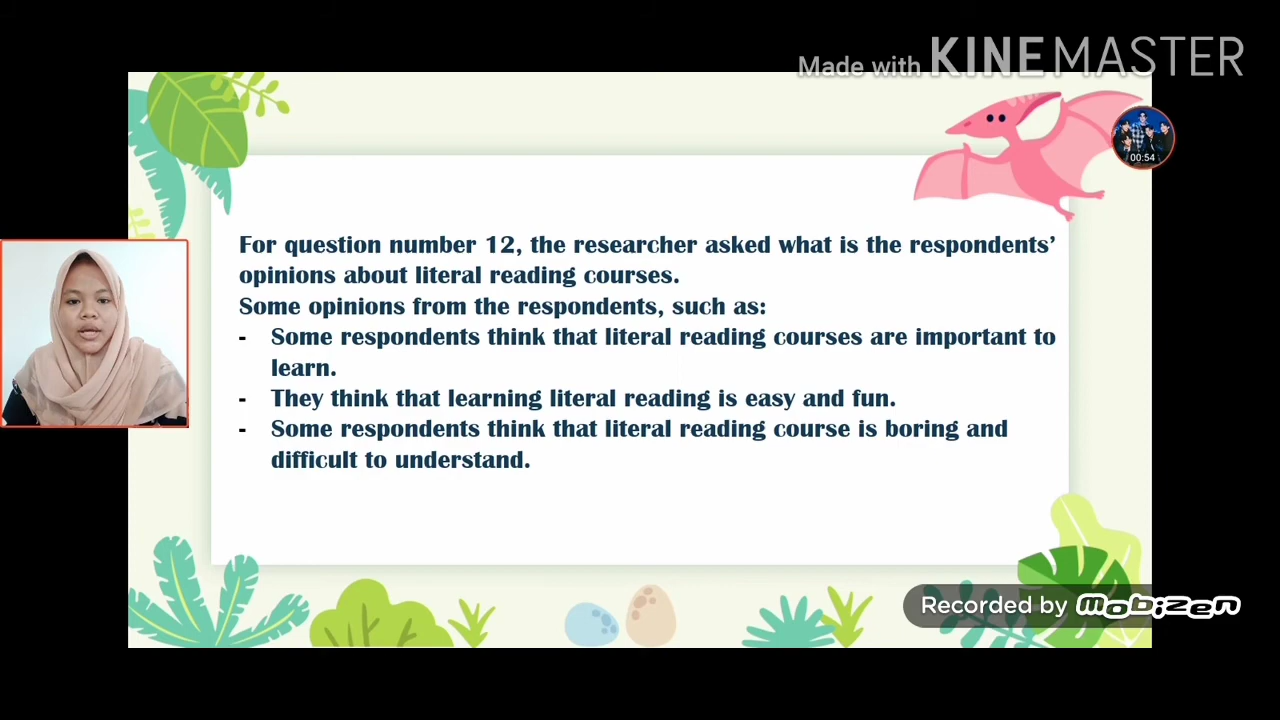 Made with KINEMASTER
00:54
For question number 12, the researcher asked what is the respondents’
opinions about literal reading courses.
Some opinions from the respondents, such as:
- Some respondents think that literal reading courses are important to
learn.
- They think that learning literal reading is easy and fun.
- Some respondents think that literal reading course is boring and
difficult to understand.
Recorded by mobizen